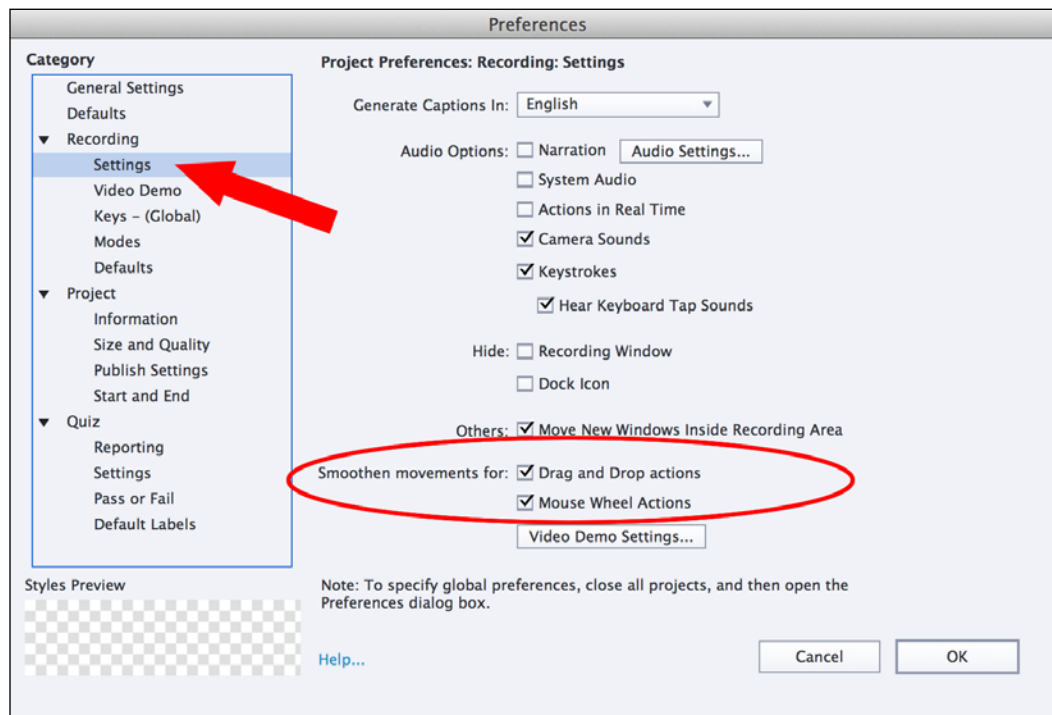 Preferences
Category
General Settings
Defaults
Recording
Settings
Video Demo
Keys – (Global)
Modes
Defaults
Project
Information
Size and Quality
Publish Settings
Start and End
Quiz
Reporting
Settings
Pass or Fail
Default Labels
Styles Preview
Project Preferences: Recording: Settings
Generate Captions In: English
Audio Options: Narration Audio Settings...
System Audio
Actions in Real Time
Camera Sounds
Keystrokes
Hear Keyboard Tap Sounds
Hide: Recording Window
Dock Icon
Others: Move New Windows Inside Recording Area
Smoothen movements for: Drag and Drop actions
Mouse Wheel Actions
Video Demo Settings...
Note: To specify global preferences, close all projects, and then open the
Preferences dialog box.
Help...
Cancel OK